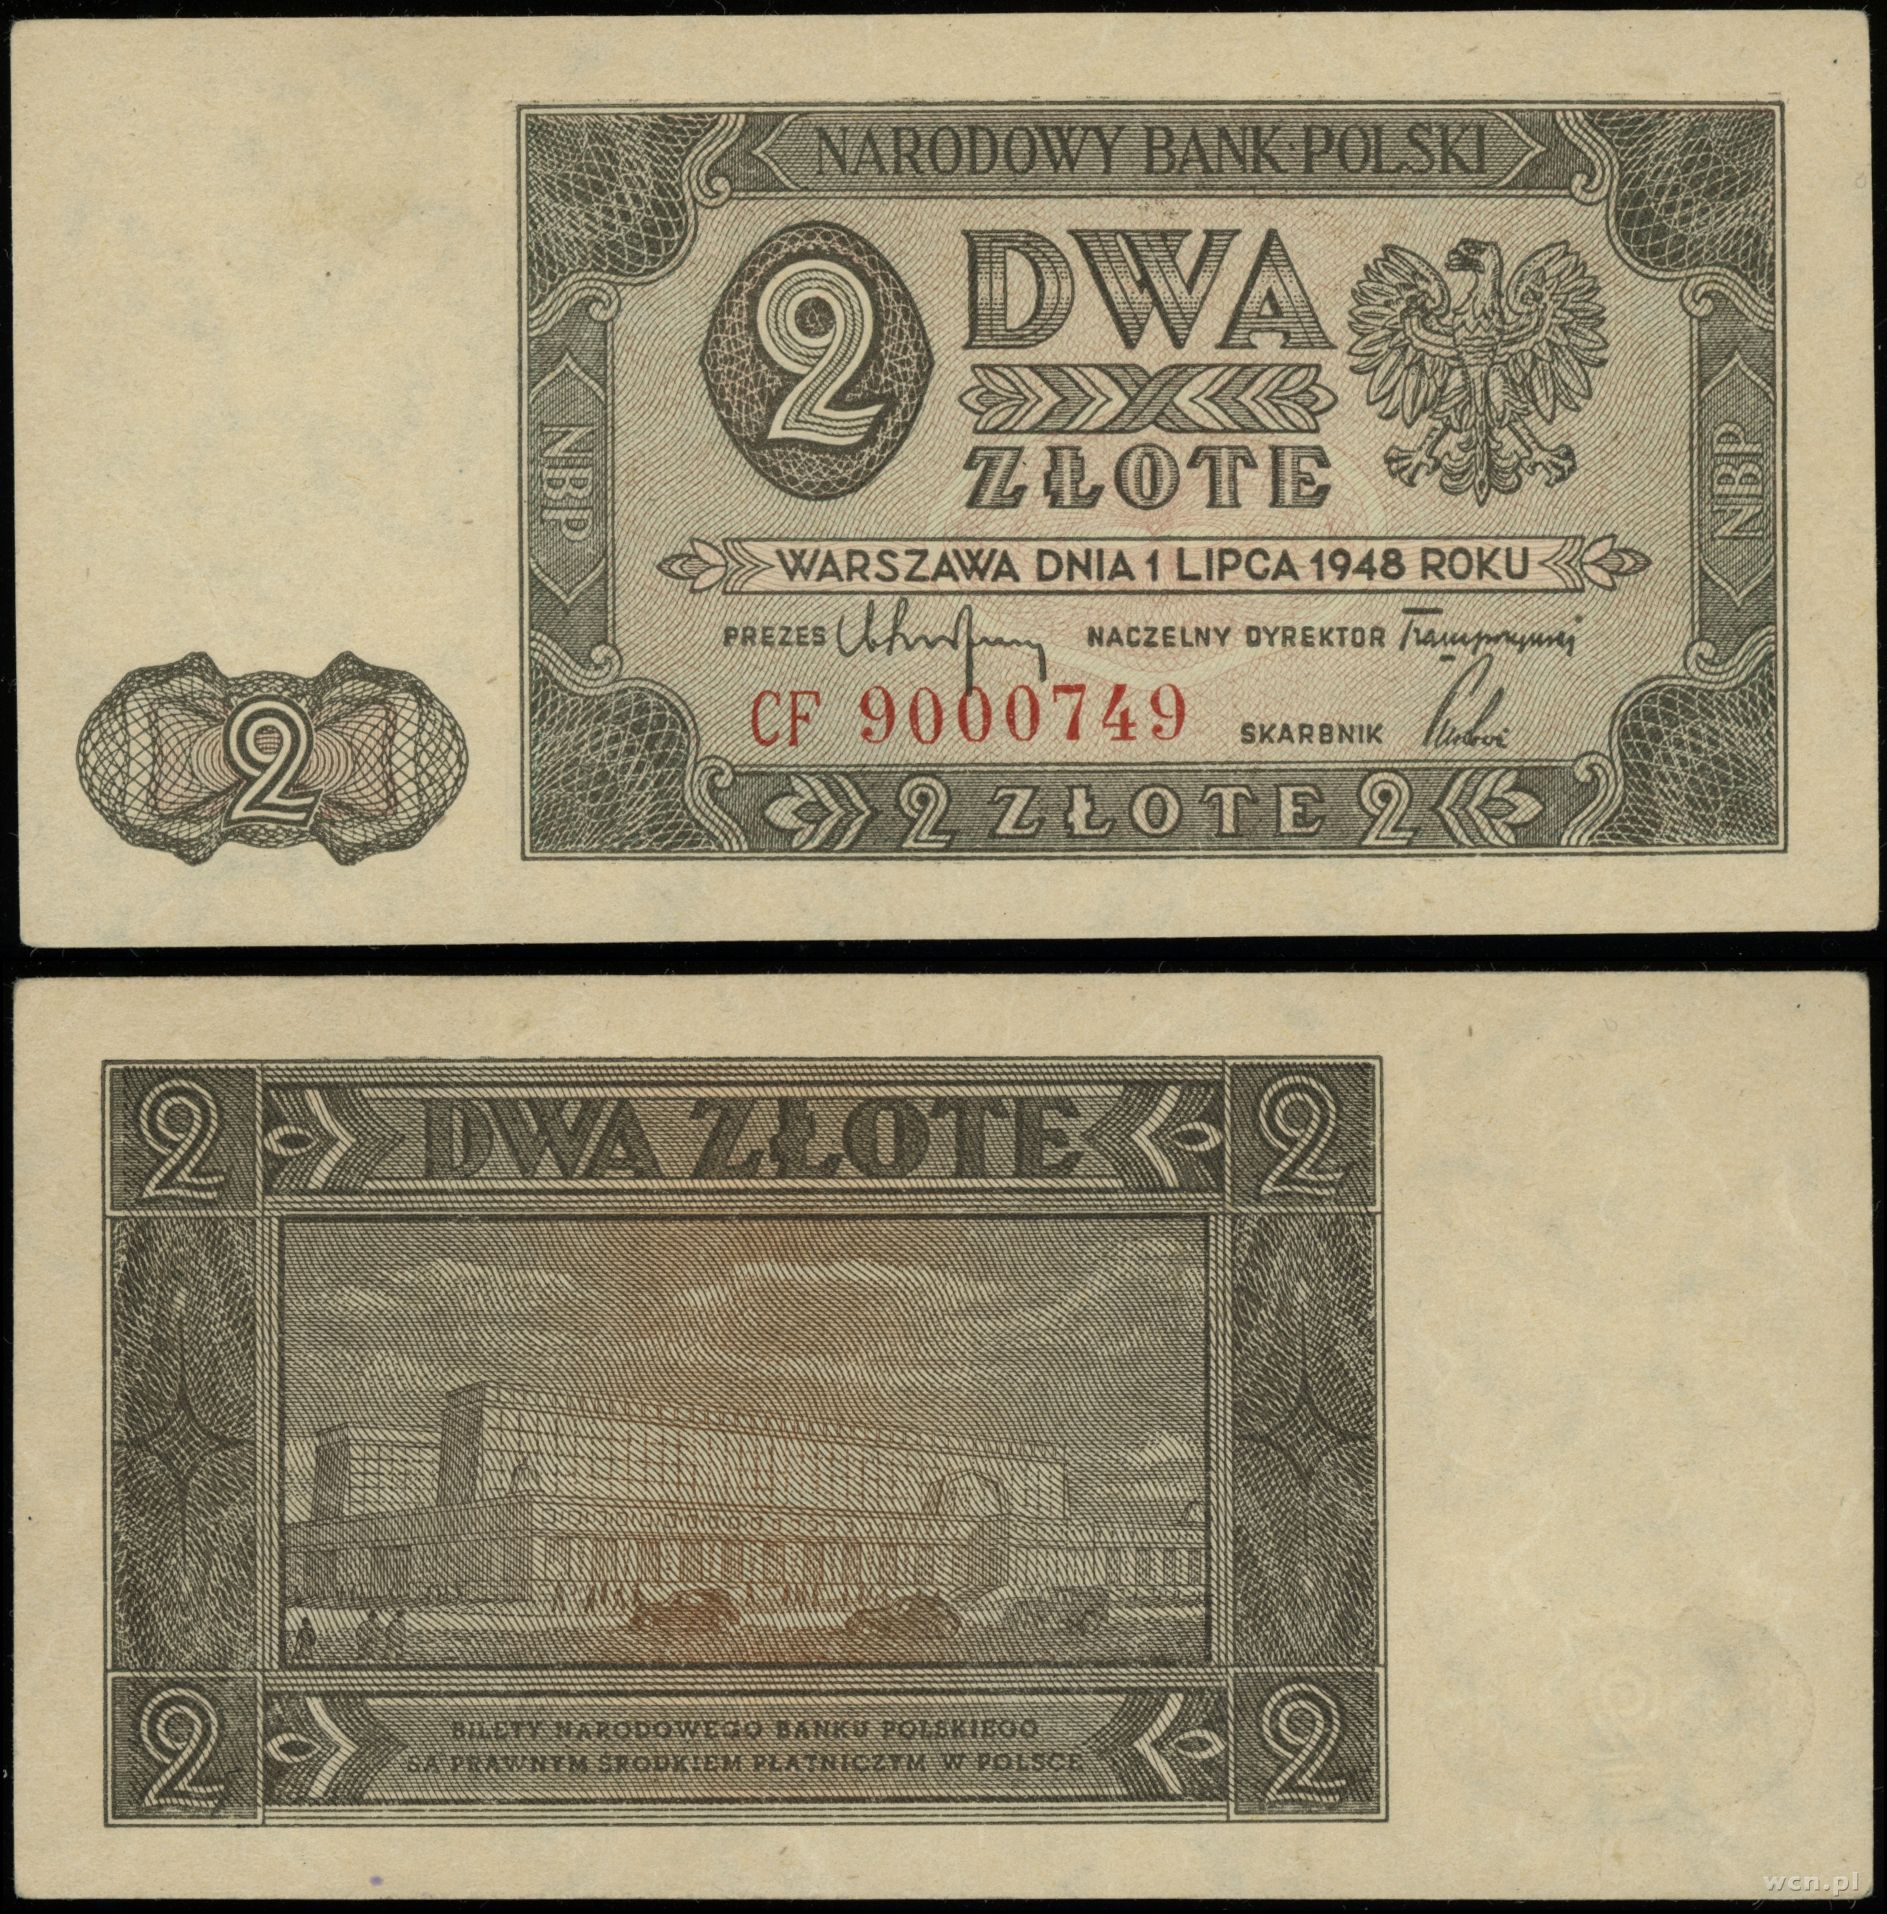 NARODOWY BANK POLSKI
2 DWA
ZŁOTE
NBP
NBP
WARSZAWA DNIA 1 LIPCA 1948 ROKU
PREZES NACZELNY DYREKTOR
CF 9000749 SKARBNIK
2
2 ZŁOTE 2
2 DWA ZŁOTE 2
2 BILETY NARODOWEGO BANKU POLSKIEGO 2
SĄ PRAWNYM ŚRODKIEM PŁATNICZYM W POLSCE
wcn.pl